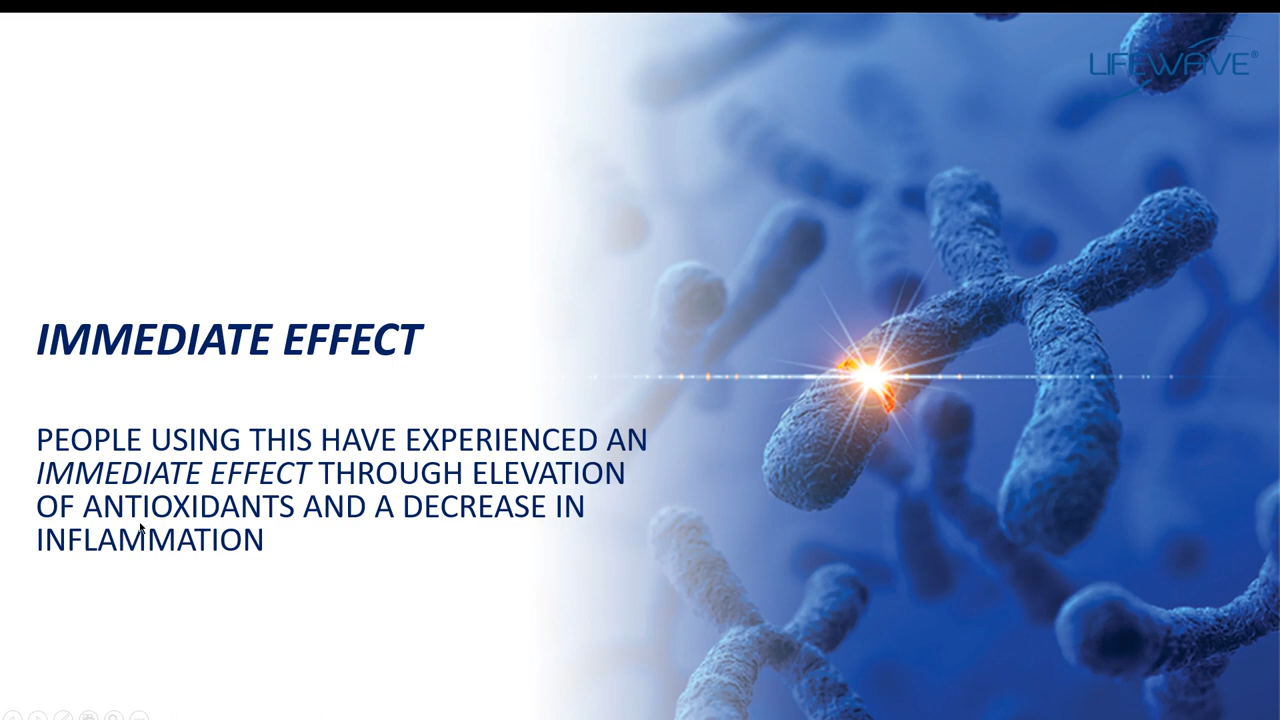 LIFEWAVE®
IMMEDIATE EFFECT
PEOPLE USING THIS HAVE EXPERIENCED AN
IMMEDIATE EFFECT THROUGH ELEVATION
OF ANTIOXIDANTS AND A DECREASE IN
INFLAMMATION